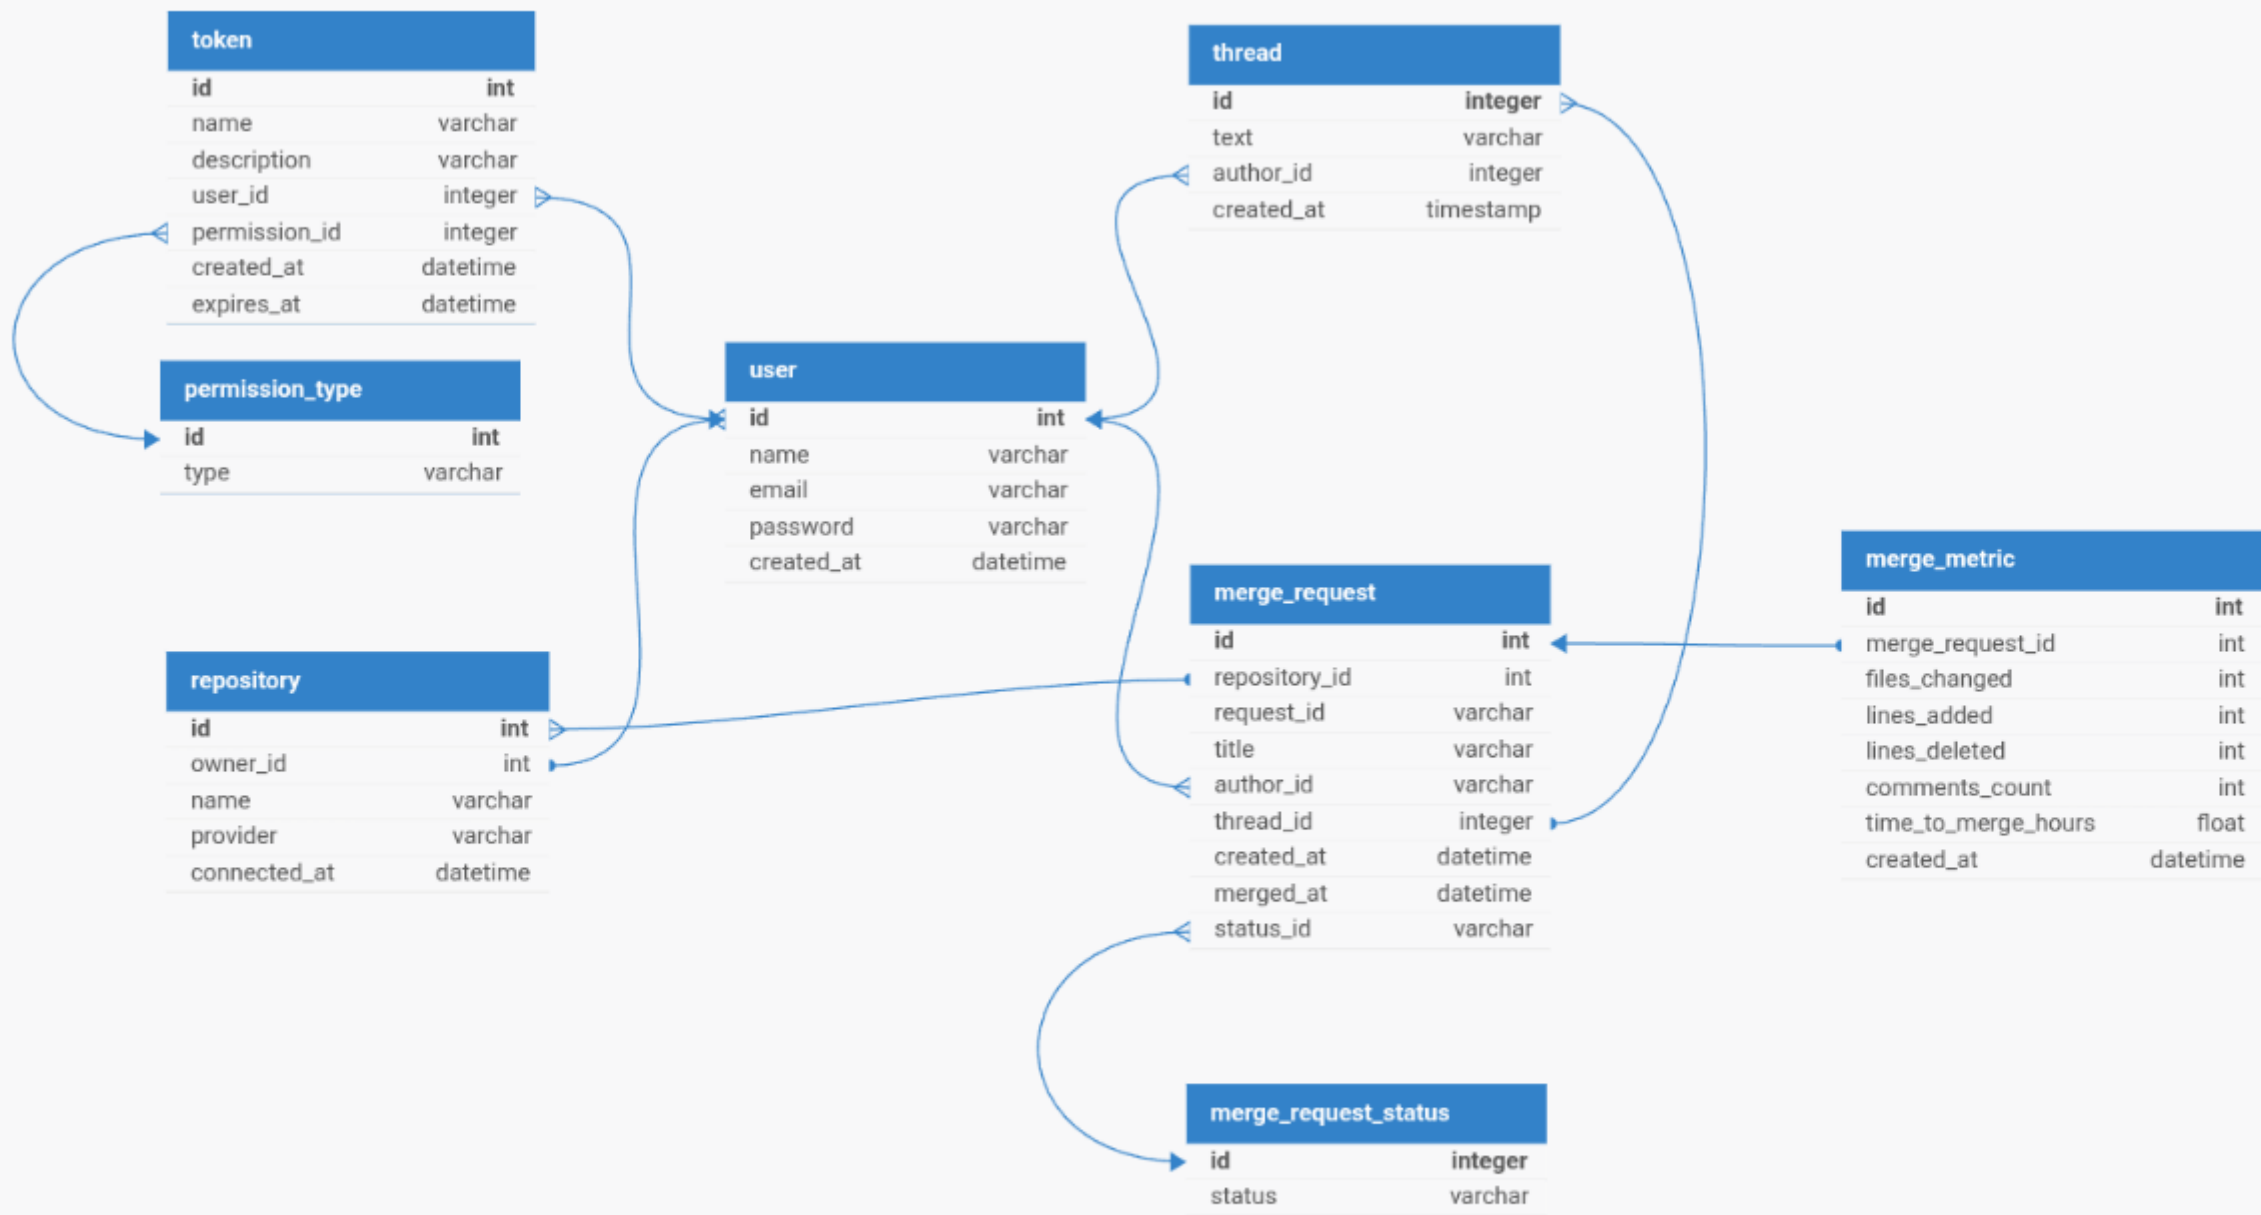 token
id int
name varchar
description varchar
user_id integer
permission_id integer
created_at datetime
expires_at datetime
permission_type
id int
type varchar
repository
id int
owner_id int
name varchar
provider varchar
connected_at datetime
user
id int
name varchar
email varchar
password varchar
created_at datetime
thread
id integer
text varchar
author_id integer
created_at timestamp
merge_request
id int
repository_id int
request_id varchar
title varchar
author_id varchar
thread_id integer
created_at datetime
merged_at datetime
status_id varchar
merge_request_status
id integer
status varchar
merge_metric
id int
merge_request_id int
files_changed int
lines_added int
lines_deleted int
comments_count int
time_to_merge_hours float
created_at datetime